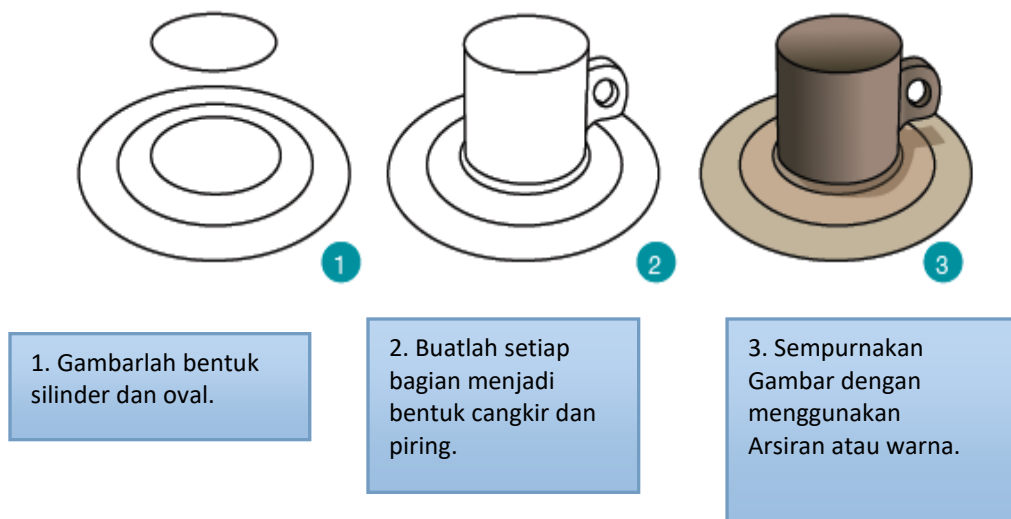 1
2
3
1. Gambarlah bentuk
silinder dan oval.
2. Buatlah setiap
bagian menjadi
bentuk cangkir dan
piring.
3. Sempurnakan
Gambar dengan
menggunakan
Arsiran atau warna.